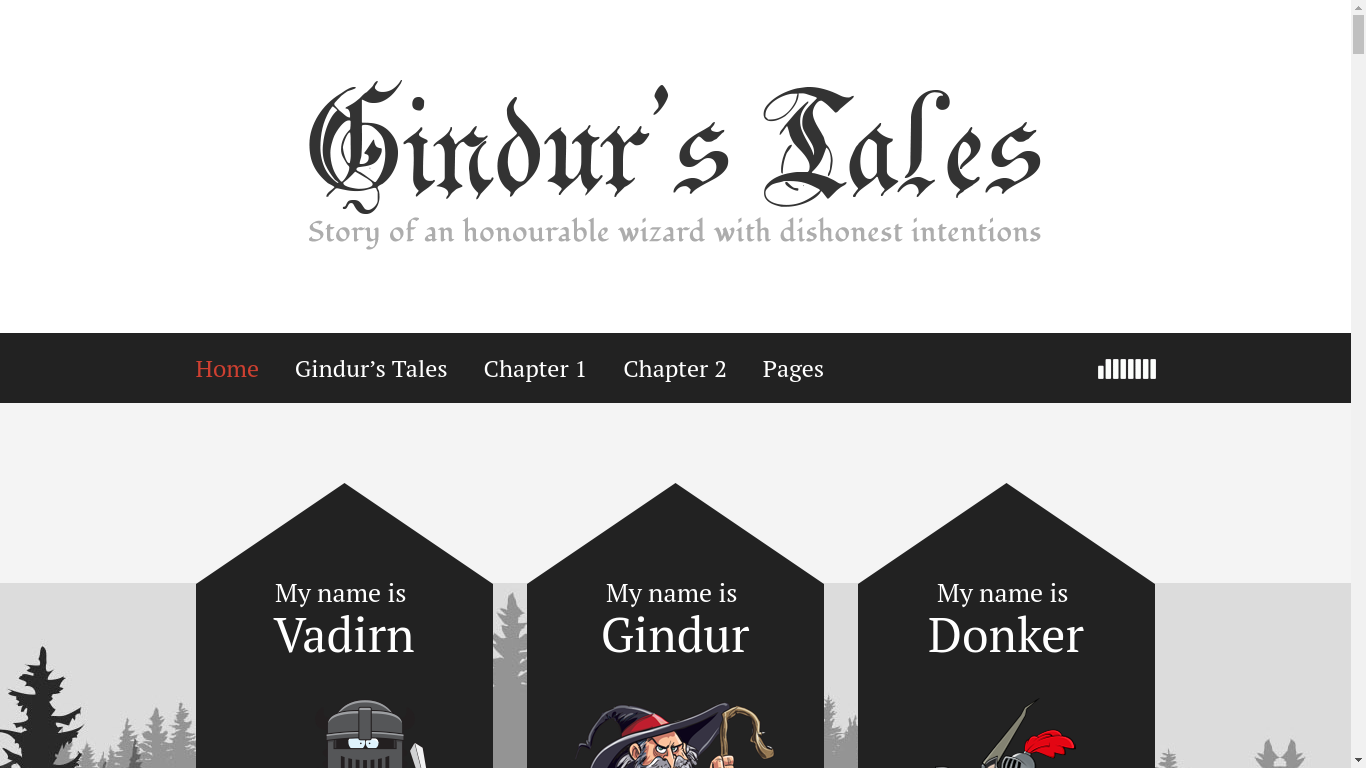 Gindur's Tales
Story of an honourable wizard with dishonest intentions
Home Gindur’s Tales Chapter 1 Chapter 2 Pages
My name is
Vadirn
My name is
Gindur
My name is
Donker